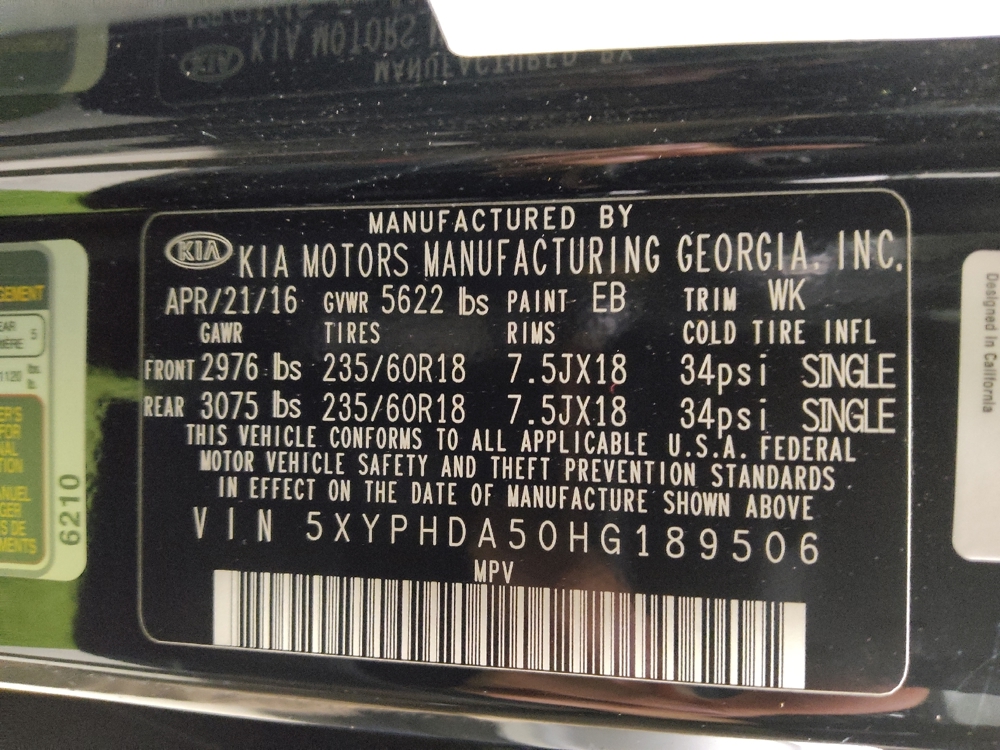 MANUFACTURED BY
KIA KIA MOTORS MANUFACTURING GEORGIA, INC.
APR/21/16 GVWR 5622 lbs PAINT EB TRIM WK
GAWR TIRES RIMS COLD TIRE INFL
FRONT 2976 lbs 235/60R18 7.5JX18 34psi SINGLE
REAR 3075 lbs 235/60R18 7.5JX18 34psi SINGLE
THIS VEHICLE CONFORMS TO ALL APPLICABLE U.S.A. FEDERAL
MOTOR VEHICLE SAFETY AND THEFT PREVENTION STANDARDS
IN EFFECT ON THE DATE OF MANUFACTURE SHOWN ABOVE
VIN 5XYPHDA50HG189506
MPV
6210
5
1120 lbs.
Designed In California